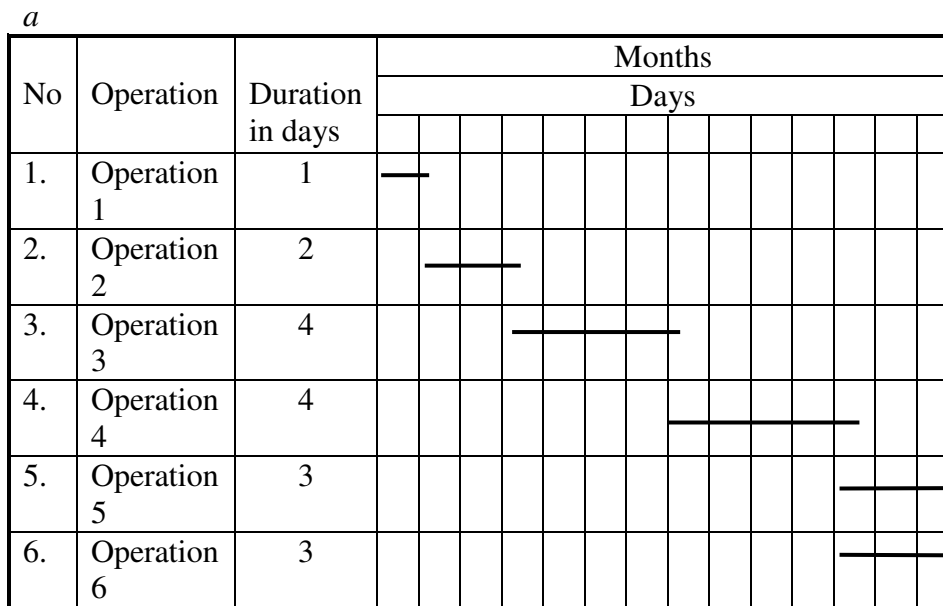 a
No Operation Duration in days Months
Days
1. Operation 1 1
2. Operation 2 2
3. Operation 3 4
4. Operation 4 4
5. Operation 5 3
6. Operation 6 3